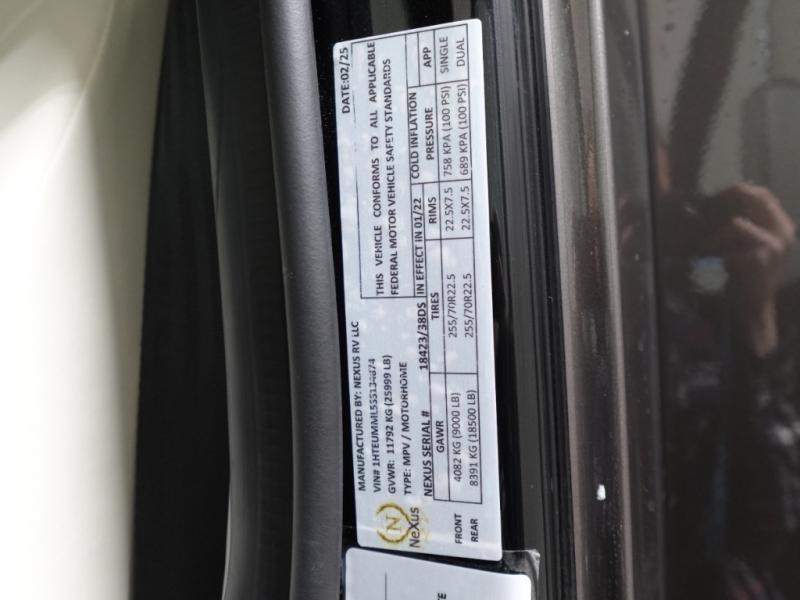 MANUFACTURED BY: NEXUS RV LLC
DATE:02/25
GVWR: 11792 KG (25999 LB)
TYPE: MPV / MOTORHOME
THIS VEHICLE CONFORMS TO ALL APPLICABLE
FEDERAL MOTOR VEHICLE SAFETY STANDARDS
IN EFFECT IN 01/22
NEXUS SERIAL # 18423/38DS
N
NeXus
GAWR TIRES RIMS COLD INFLATION PRESSURE APP
FRONT 4082 KG (9000 LB) 255/70R22.5 22.5X7.5 758 KPA (100 PSI) SINGLE
REAR 8391 KG (18500 LB) 255/70R22.5 22.5X7.5 689 KPA (100 PSI) DUAL